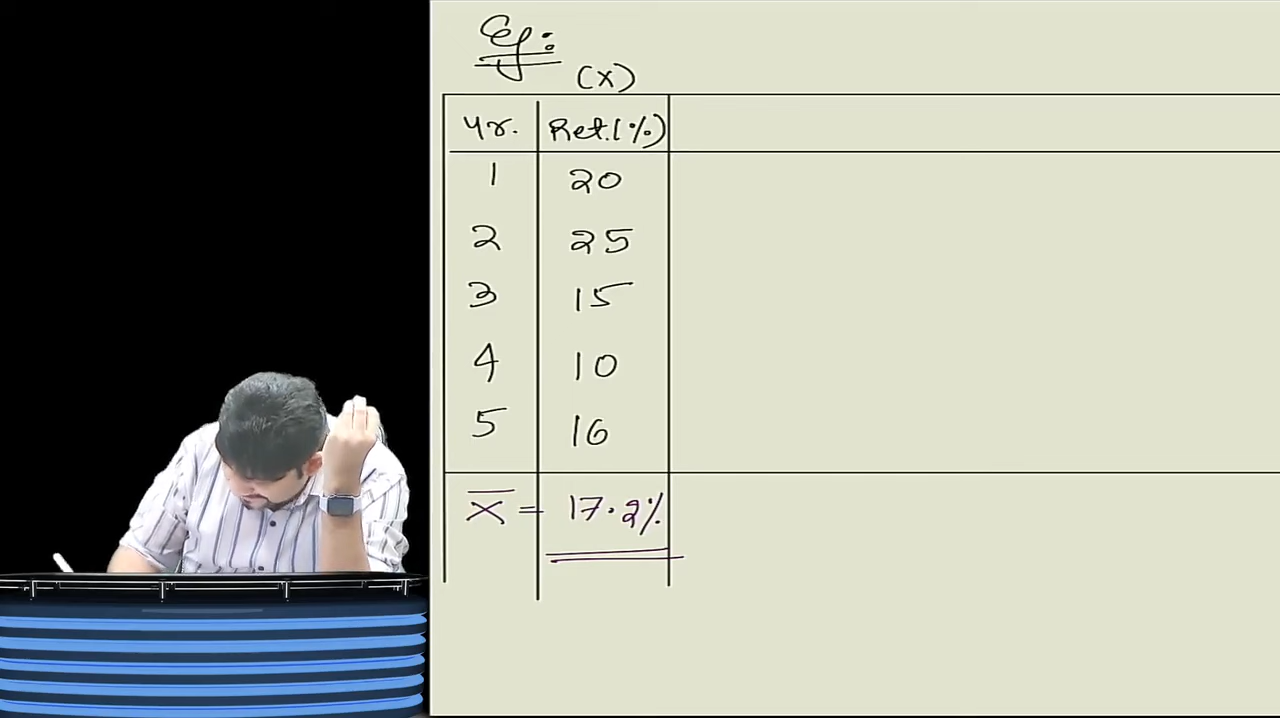 Eg:
(X)
Yr. Ret.(%)
1 20
2 25
3 15
4 10
5 16
X̅ = 17.2%